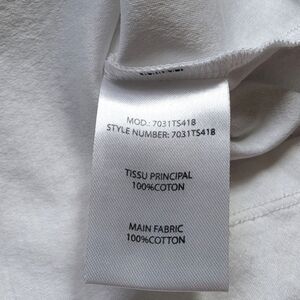 MOD.: 7031TS418
STYLE NUMBER: 7031TS418
TISSU PRINCIPAL
100%COTON
MAIN FABRIC
100%COTTON